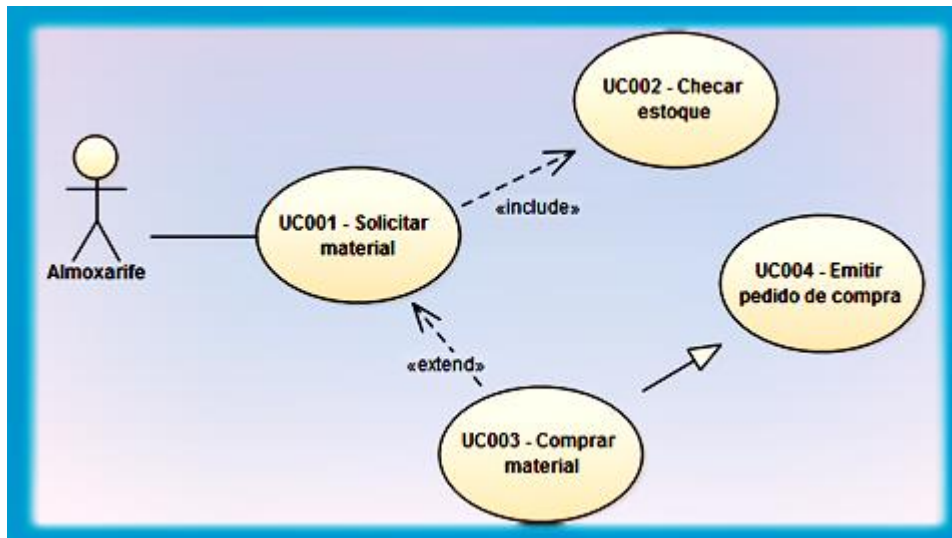 UC002 - Checar
estoque
«include»
UC001 - Solicitar
material
Almoxarife
UC004 - Emitir
pedido de compra
«extend»
UC003 - Comprar
material